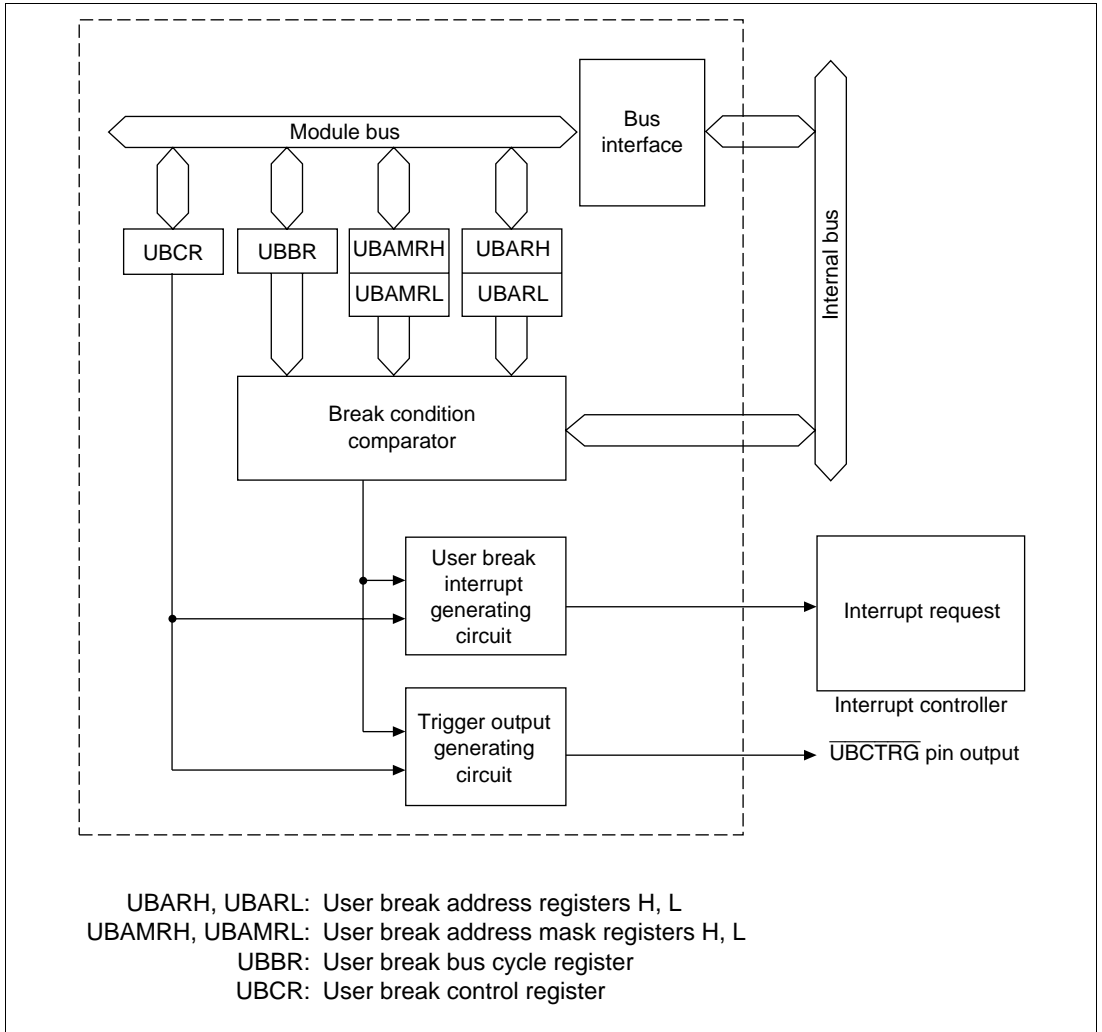 Bus
interface
Module bus
Internal bus
UBCR
UBBR
UBAMRH
UBAMRL
UBARH
UBARL
Break condition
comparator
User break
interrupt
generating
circuit
Interrupt request
Interrupt controller
Trigger output
generating
circuit
UBCTRG pin output
UBARH, UBARL: User break address registers H, L
UBAMRH, UBAMRL: User break address mask registers H, L
UBBR: User break bus cycle register
UBCR: User break control register